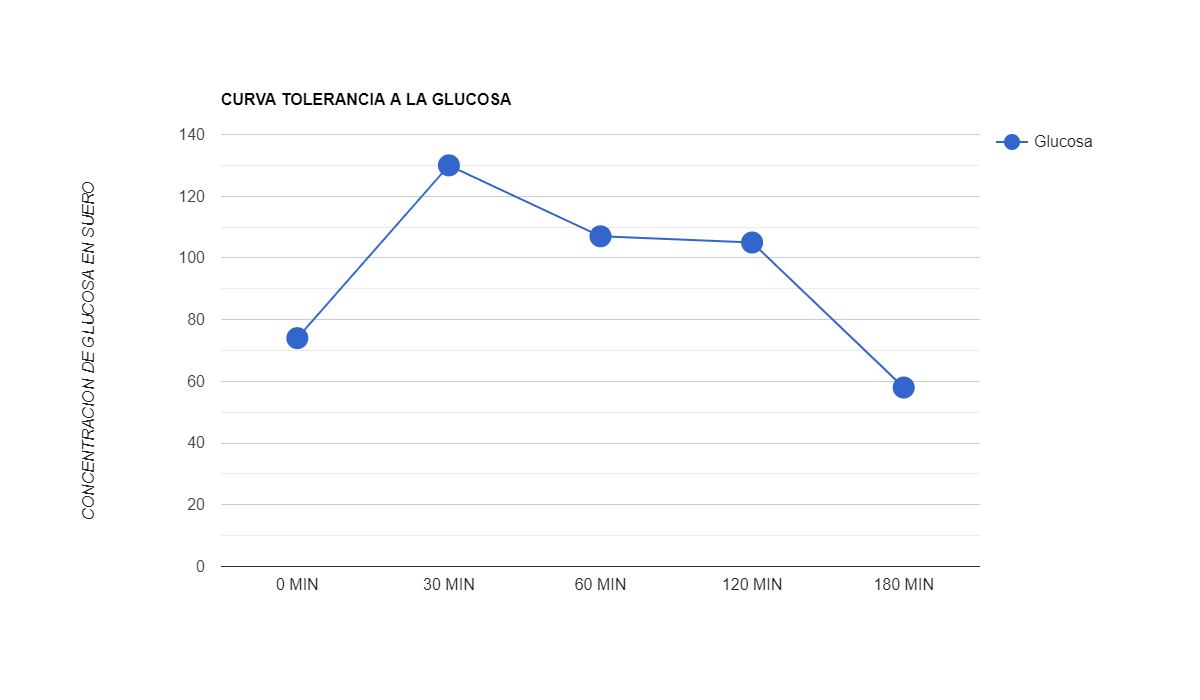 CURVA TOLERANCIA A LA GLUCOSA
CONCENTRACION DE GLUCOSA EN SUERO
140
120
100
80
60
40
20
0
0 MIN
30 MIN
60 MIN
120 MIN
180 MIN
Glucosa